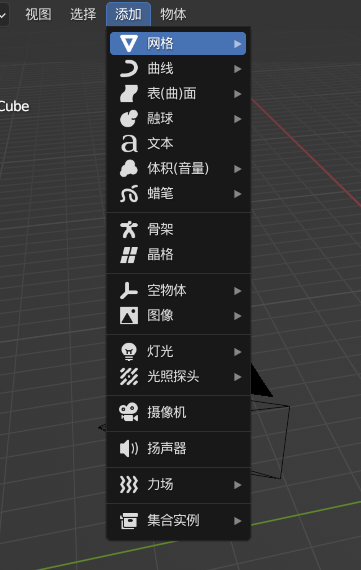 视图 选择 添加 物体
网格
Cube
曲线
表(曲)面
融球
文本
体积(音量)
蜡笔
骨架
晶格
空物体
图像
灯光
光照探头
摄像机
扬声器
力场
集合实例